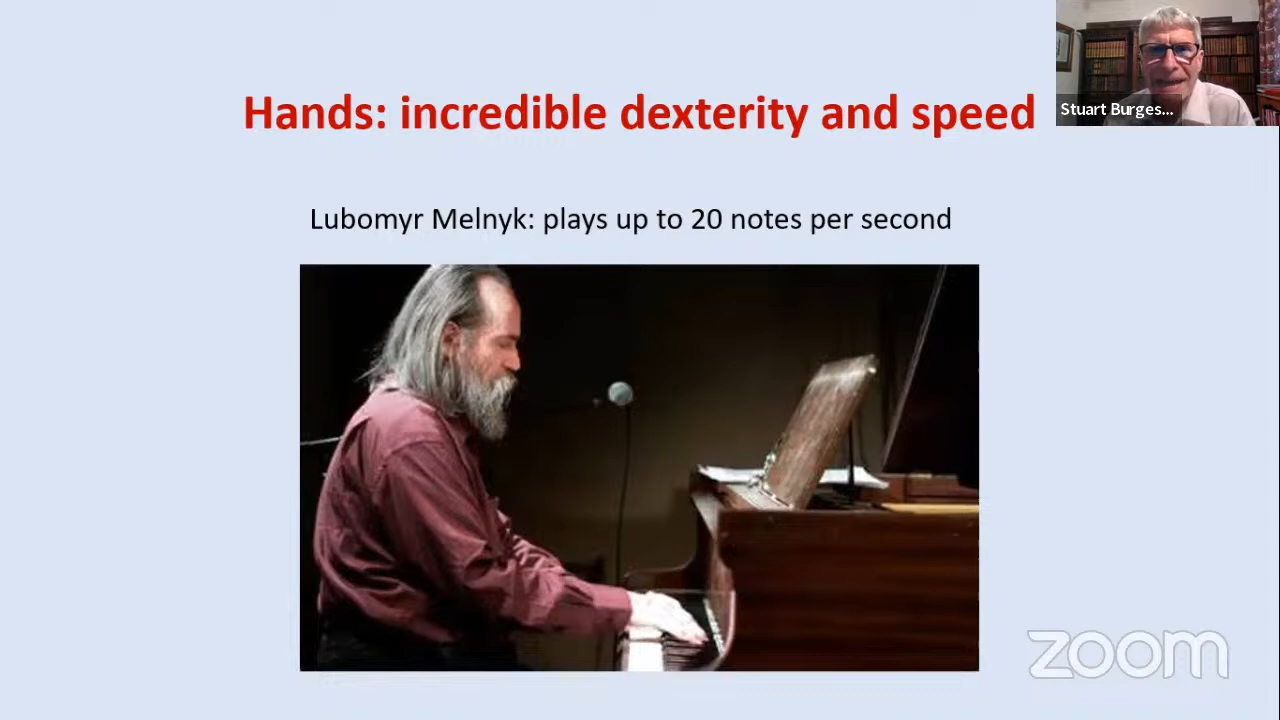 Hands: incredible dexterity and speed
Stuart Burges...
Lubomyr Melnyk: plays up to 20 notes per second
zoom